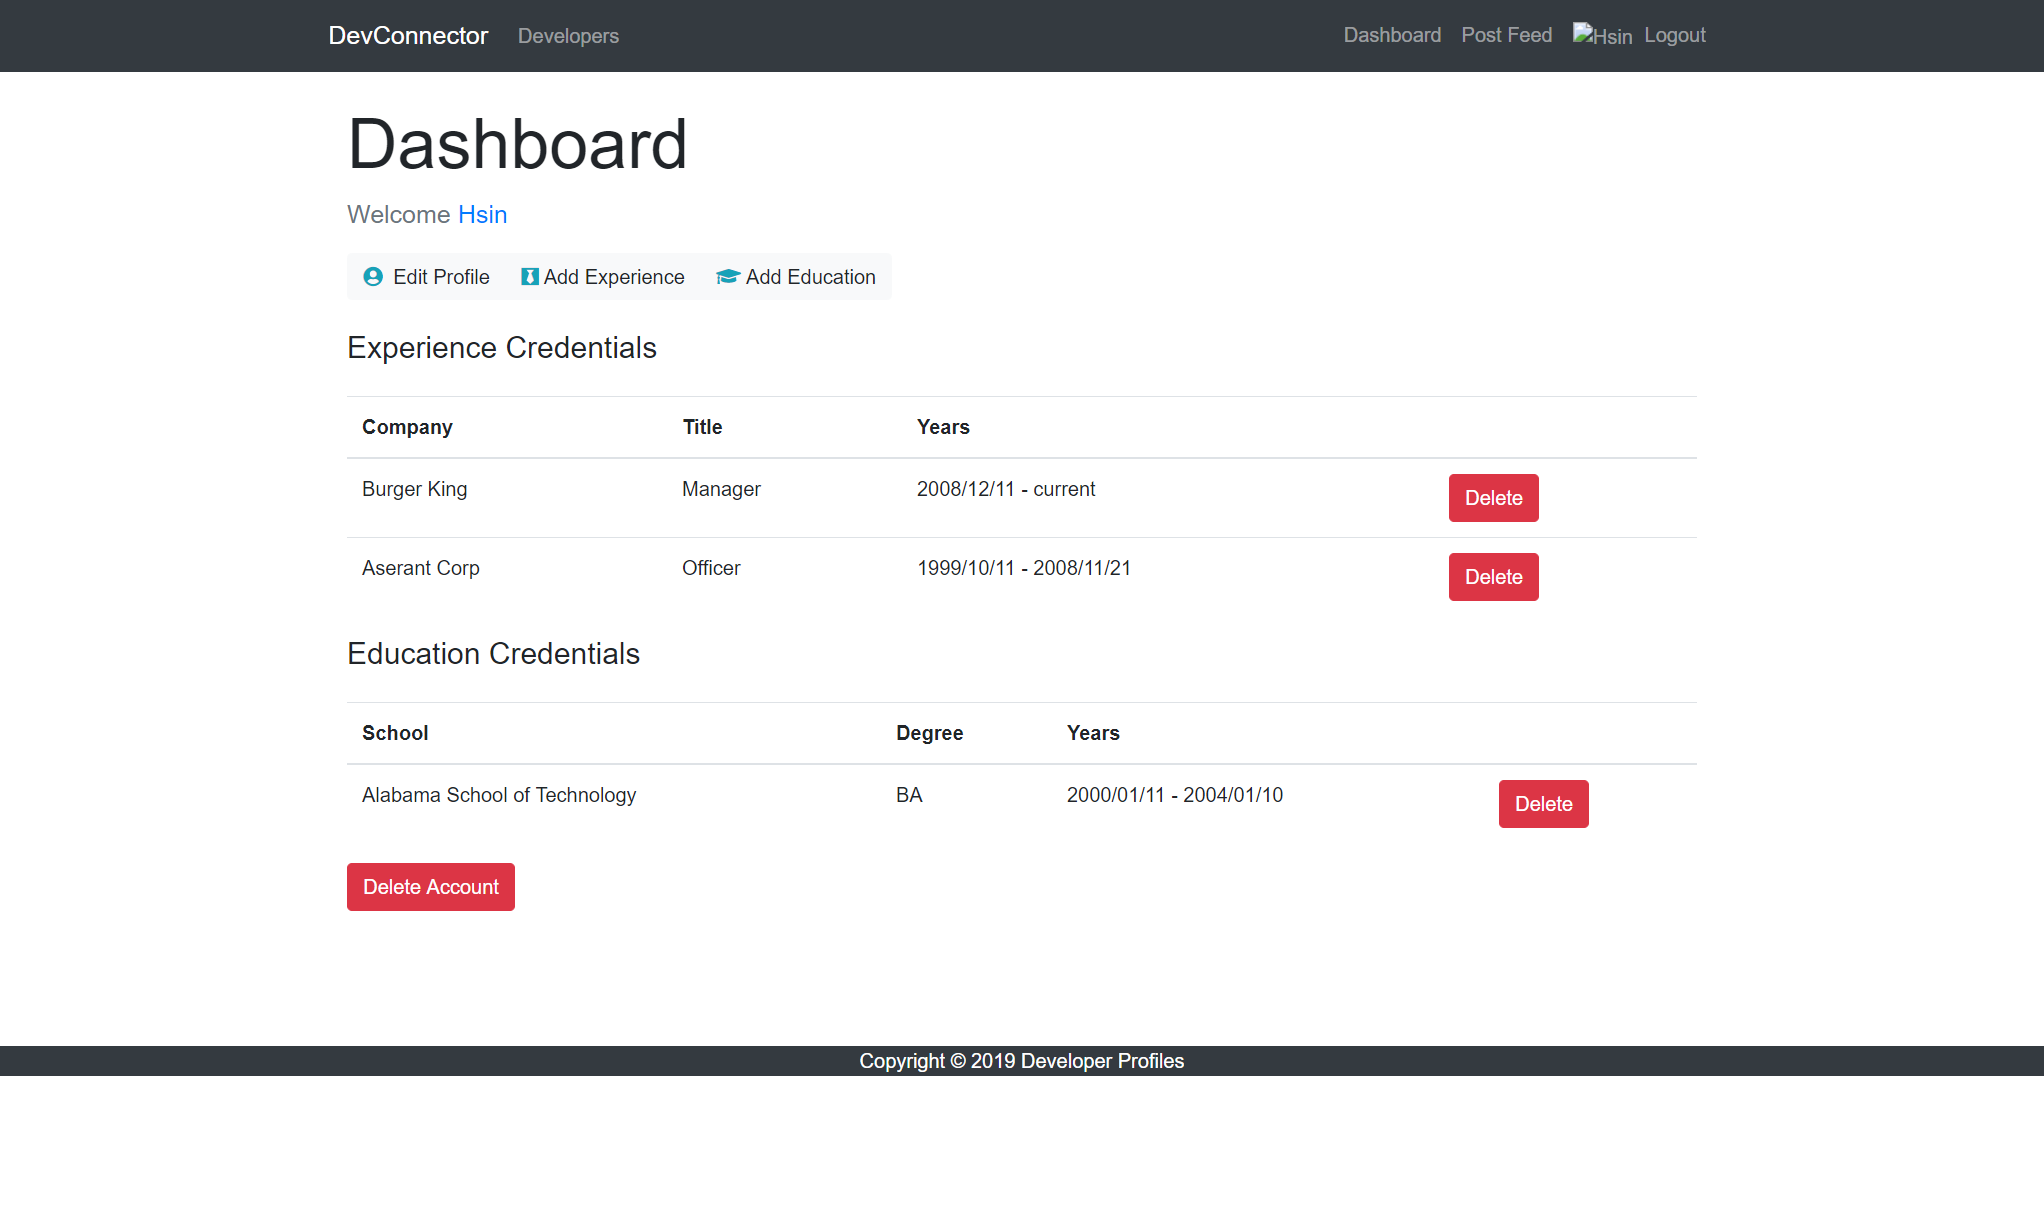 DevConnector Developers Dashboard Post Feed Hsin Logout
Dashboard
Welcome Hsin
Edit Profile Add Experience Add Education
Experience Credentials
Company Title Years
Burger King Manager 2008/12/11 - current Delete
Aserant Corp Officer 1999/10/11 - 2008/11/21 Delete
Education Credentials
School Degree Years
Alabama School of Technology BA 2000/01/11 - 2004/01/10 Delete
Delete Account
Copyright © 2019 Developer Profiles